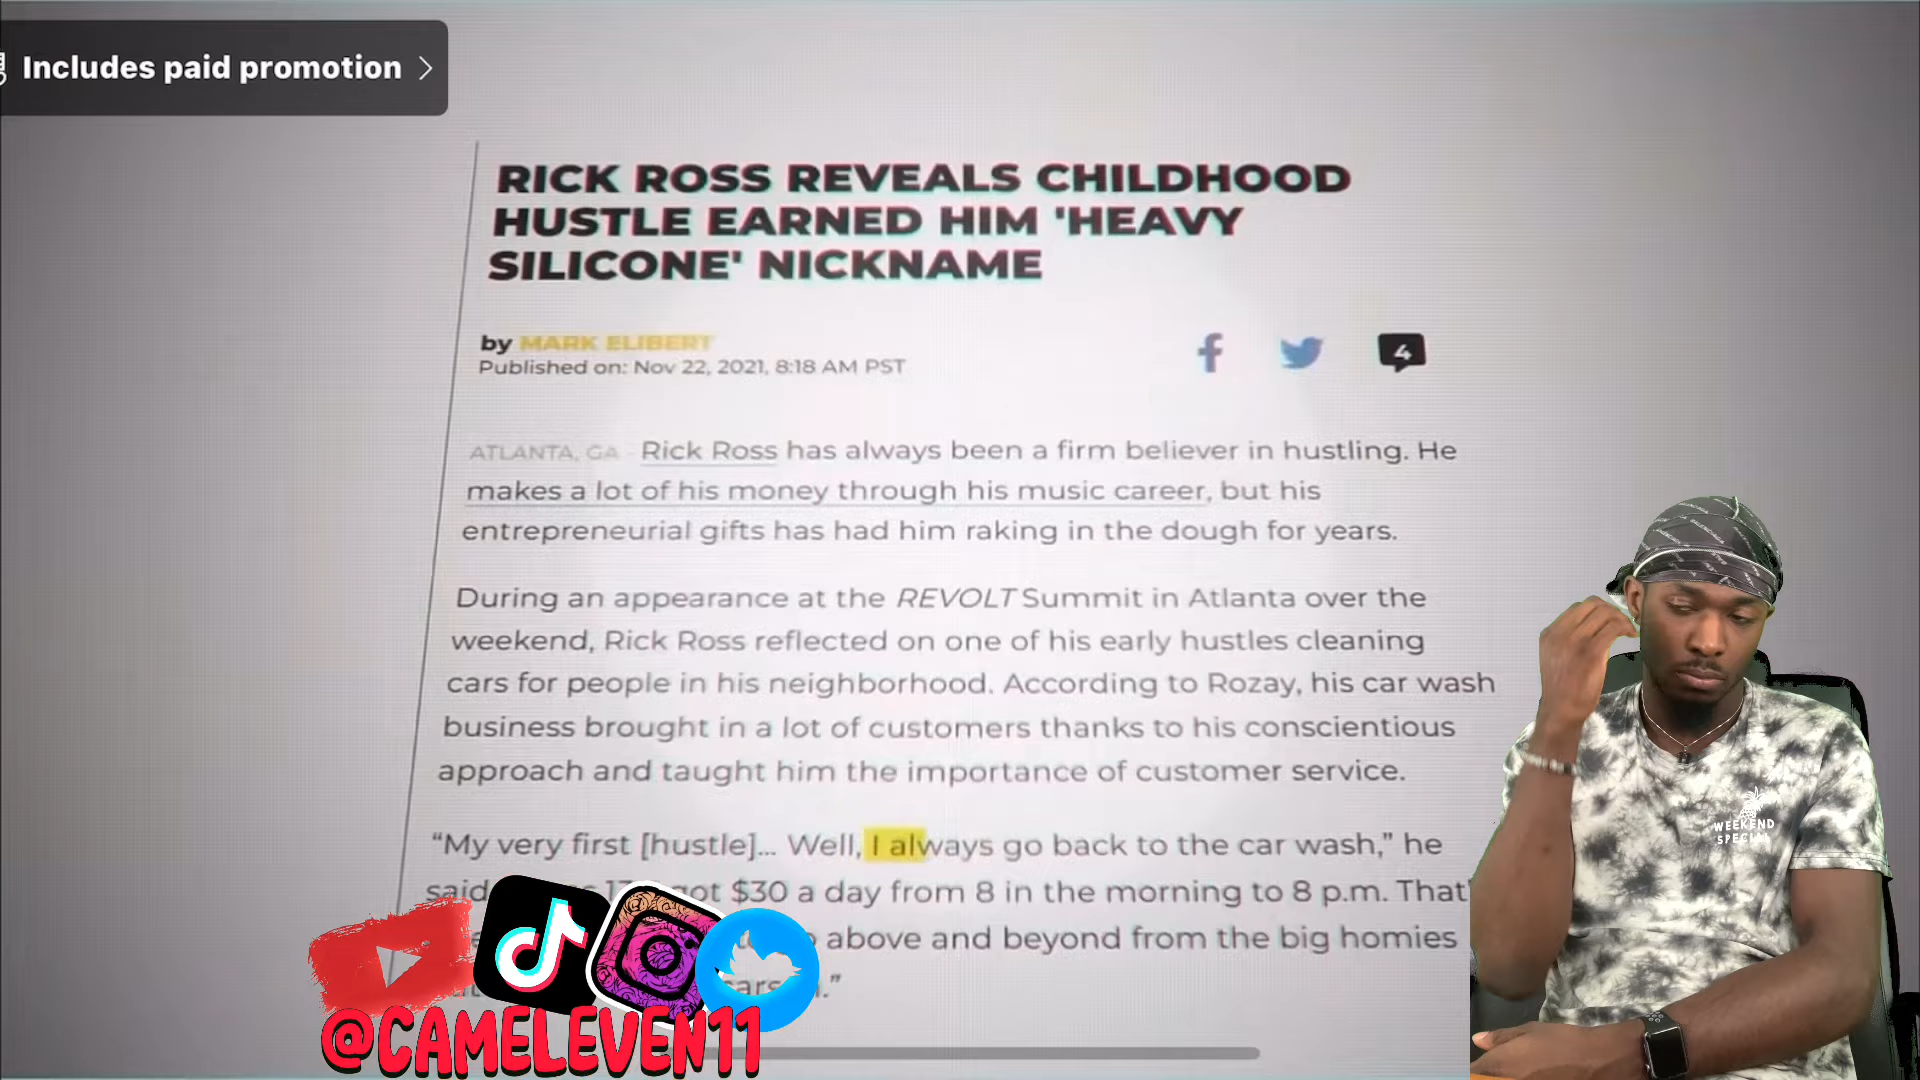 Includes paid promotion
RICK ROSS REVEALS CHILDHOOD
HUSTLE EARNED HIM 'HEAVY
SILICONE' NICKNAME
by MARK ELIBERT
Published on: Nov 22, 2021, 8:18 AM PST
4
ATLANTA, GA - Rick Ross has always been a firm believer in hustling. He
makes a lot of his money through his music career, but his
entrepreneurial gifts has had him raking in the dough for years.
During an appearance at the REVOLT Summit in Atlanta over the
weekend, Rick Ross reflected on one of his early hustles cleaning
cars for people in his neighborhood. According to Rozay, his car wash
business brought in a lot of customers thanks to his conscientious
approach and taught him the importance of customer service.
“My very first [hustle]... Well, I always go back to the car wash,” he
said $30 a day from 8 in the morning to 8 p.m.
above and beyond from the big homies
@CAMELEVEN11
WEEKEND
SPECIAL